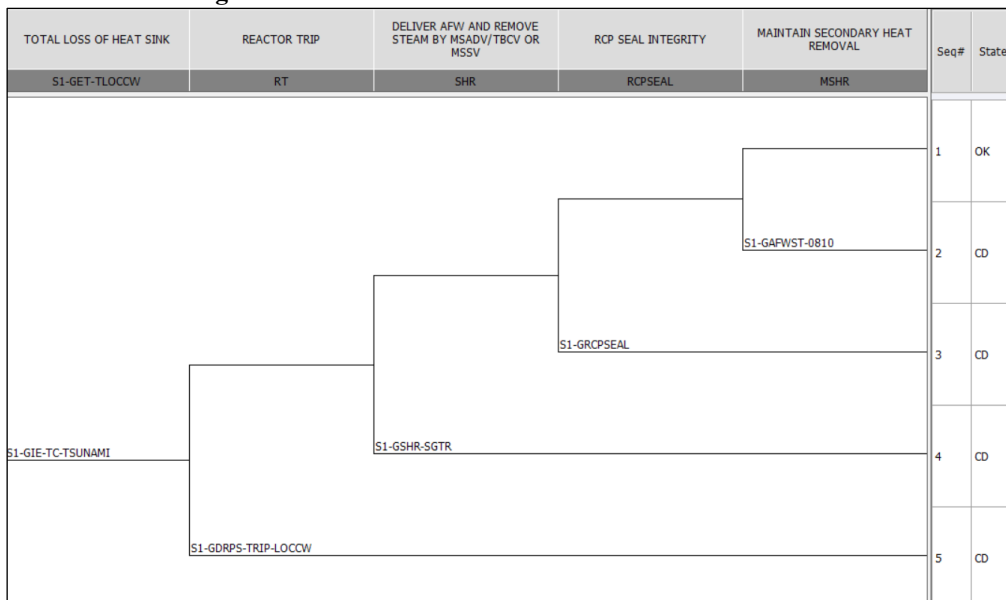 TOTAL LOSS OF HEAT SINK
REACTOR TRIP
DELIVER AFW AND REMOVE
STEAM BY MSADV/TBCV OR
MSSV
RCP SEAL INTEGRITY
MAINTAIN SECONDARY HEAT
REMOVAL
Seq#
State
S1-GET-TLOCCW
RT
SHR
RCPSEAL
MSHR
1
OK
S1-GAFWST-0810
2
CD
S1-GRCPSEAL
3
CD
S1-GIE-TC-TSUNAMI
S1-GSHR-SGTR
4
CD
S1-GDRPS-TRIP-LOCCW
5
CD